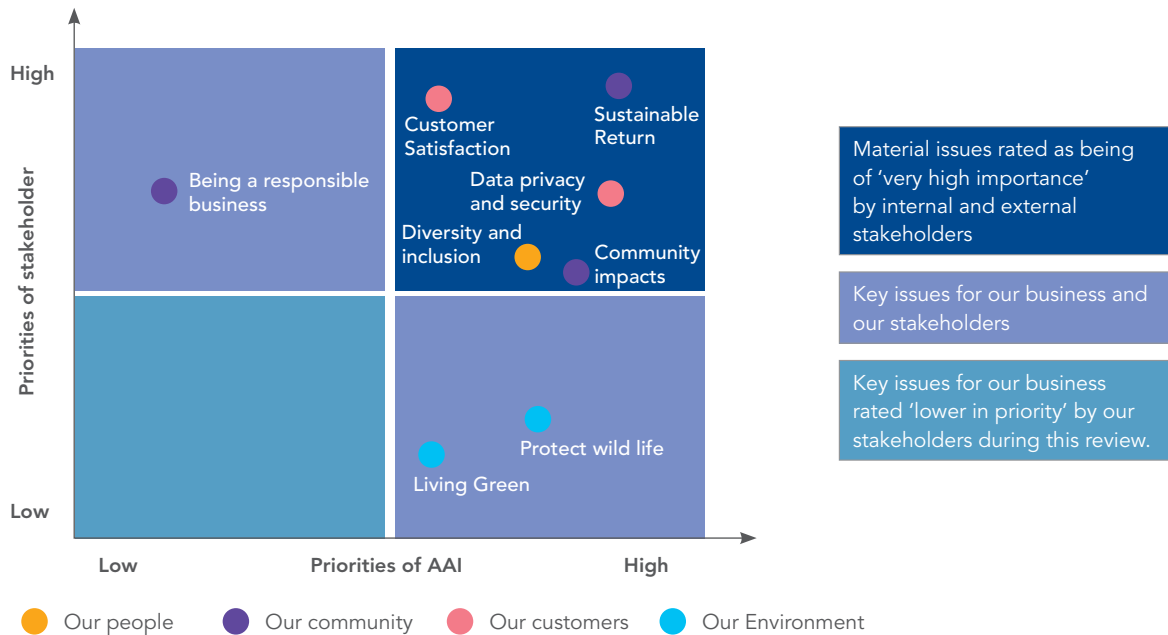 High
Priorities of stakeholder
Low
Customer
Satisfaction
Sustainable
Return
Being a responsible
business
Data privacy
and security
Diversity and
inclusion
Community
impacts
Protect wild life
Living Green
Low
Priorities of AAI
High
Material issues rated as being
of ‘very high importance’
by internal and external
stakeholders
Key issues for our business and
our stakeholders
Key issues for our business
rated ‘lower in priority’ by our
stakeholders during this review.
Our people
Our community
Our customers
Our Environment